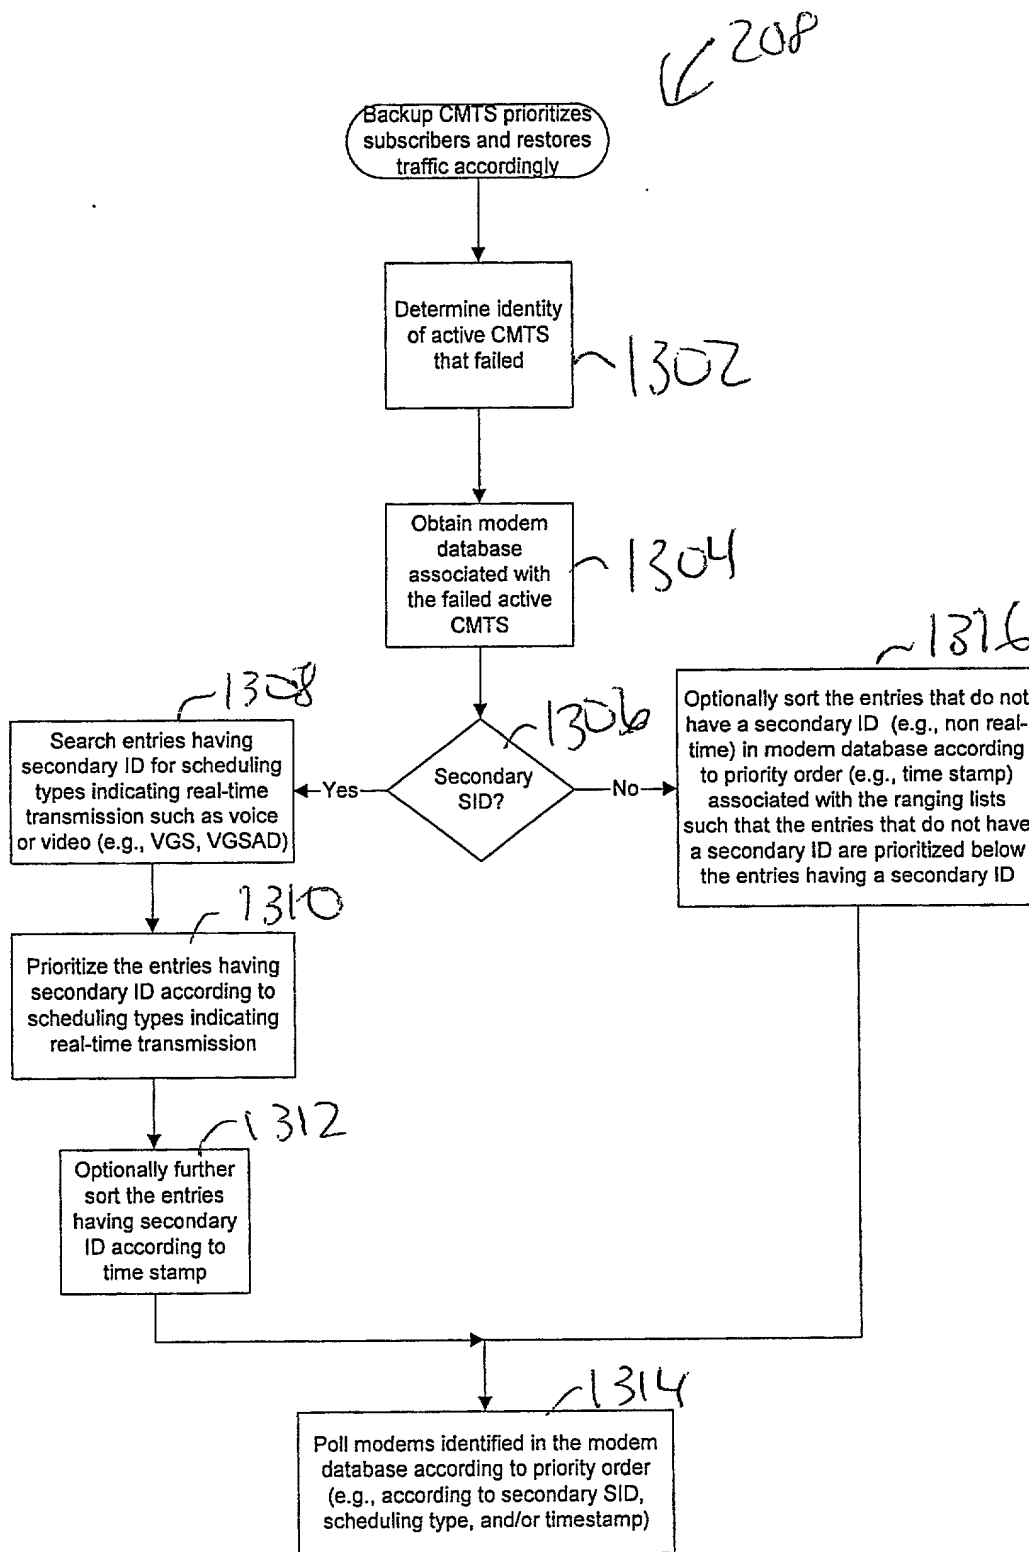 208
Backup CMTS prioritizes
subscribers and restores
traffic accordingly
Determine identity
of active CMTS
that failed
1302
Obtain modem
database
associated with
the failed active
CMTS
1304
1306
Secondary
SID?
Yes
No
1308
Search entries having
secondary ID for scheduling
types indicating real-time
transmission such as voice
or video (e.g., VGS, VGSAD)
1316
Optionally sort the entries that do not
have a secondary ID (e.g., non real-
time) in modem database according
to priority order (e.g., time stamp)
associated with the ranging lists
such that the entries that do not have
a secondary ID are prioritized below
the entries having a secondary ID
1310
Prioritize the entries having
secondary ID according to
scheduling types indicating
real-time transmission
1312
Optionally further
sort the entries
having secondary
ID according to
time stamp
1314
Poll modems identified in the modem
database according to priority order
(e.g., according to secondary SID,
scheduling type, and/or timestamp)